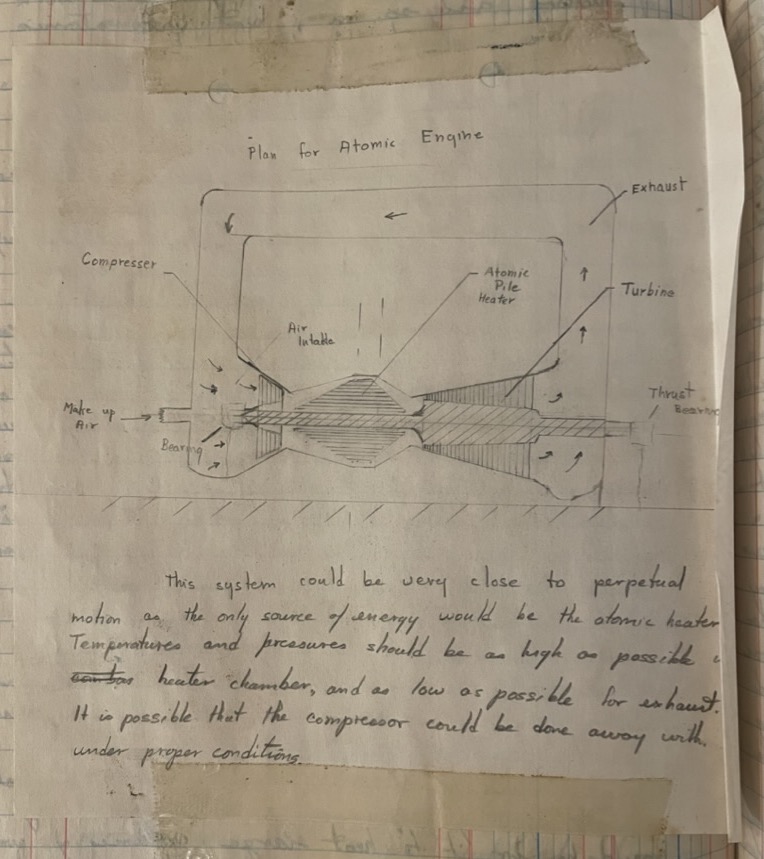 Plan for Atomic Engine
Exhaust
Compresser
Atomic
Pile
Heater
Turbine
Air
Intake
Thrust
Bearing
Make up
Air
Bearing
This system could be very close to perpetual
motion as the only source of energy would be the atomic heater
Temperatures and pressures should be as high as possible
heater chamber, and as low as possible for exhaust.
It is possible that the compressor could be done away with
under proper conditions.